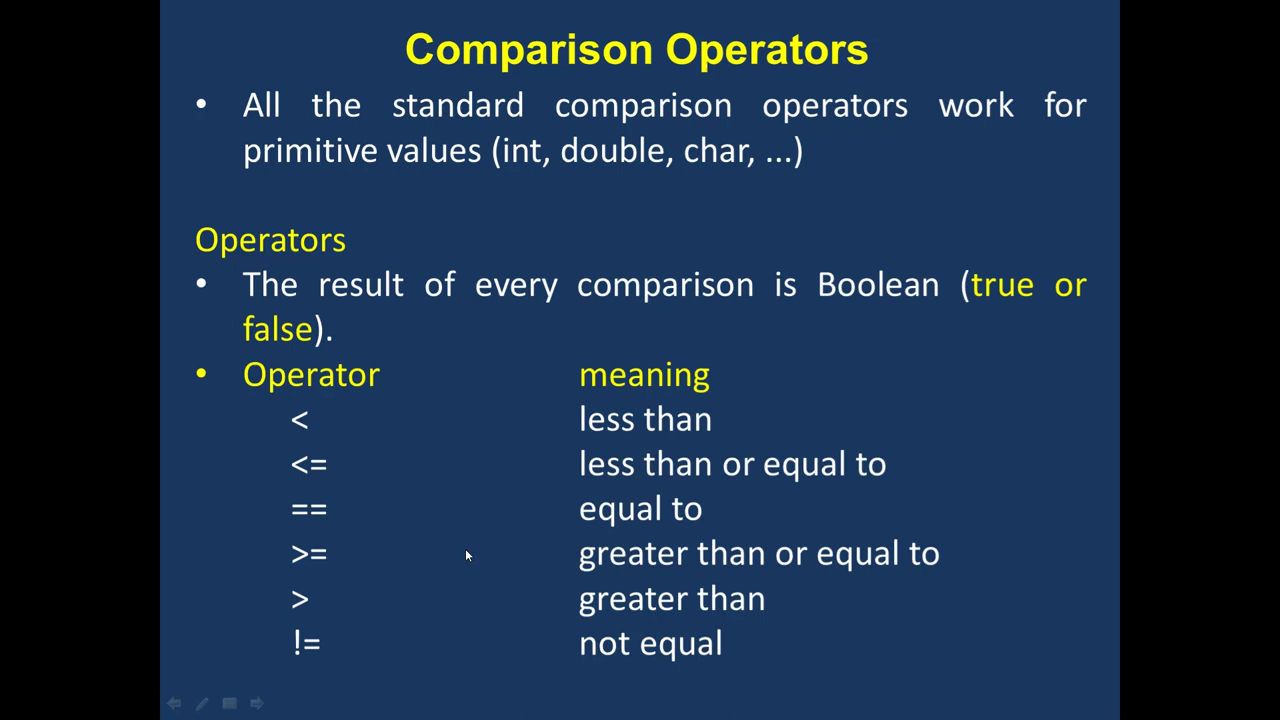 Comparison Operators
• All the standard comparison operators work for
primitive values (int, double, char, ...)
Operators
• The result of every comparison is Boolean (true or
false).
• Operator meaning
< less than
<= less than or equal to
== equal to
>= greater than or equal to
> greater than
!= not equal